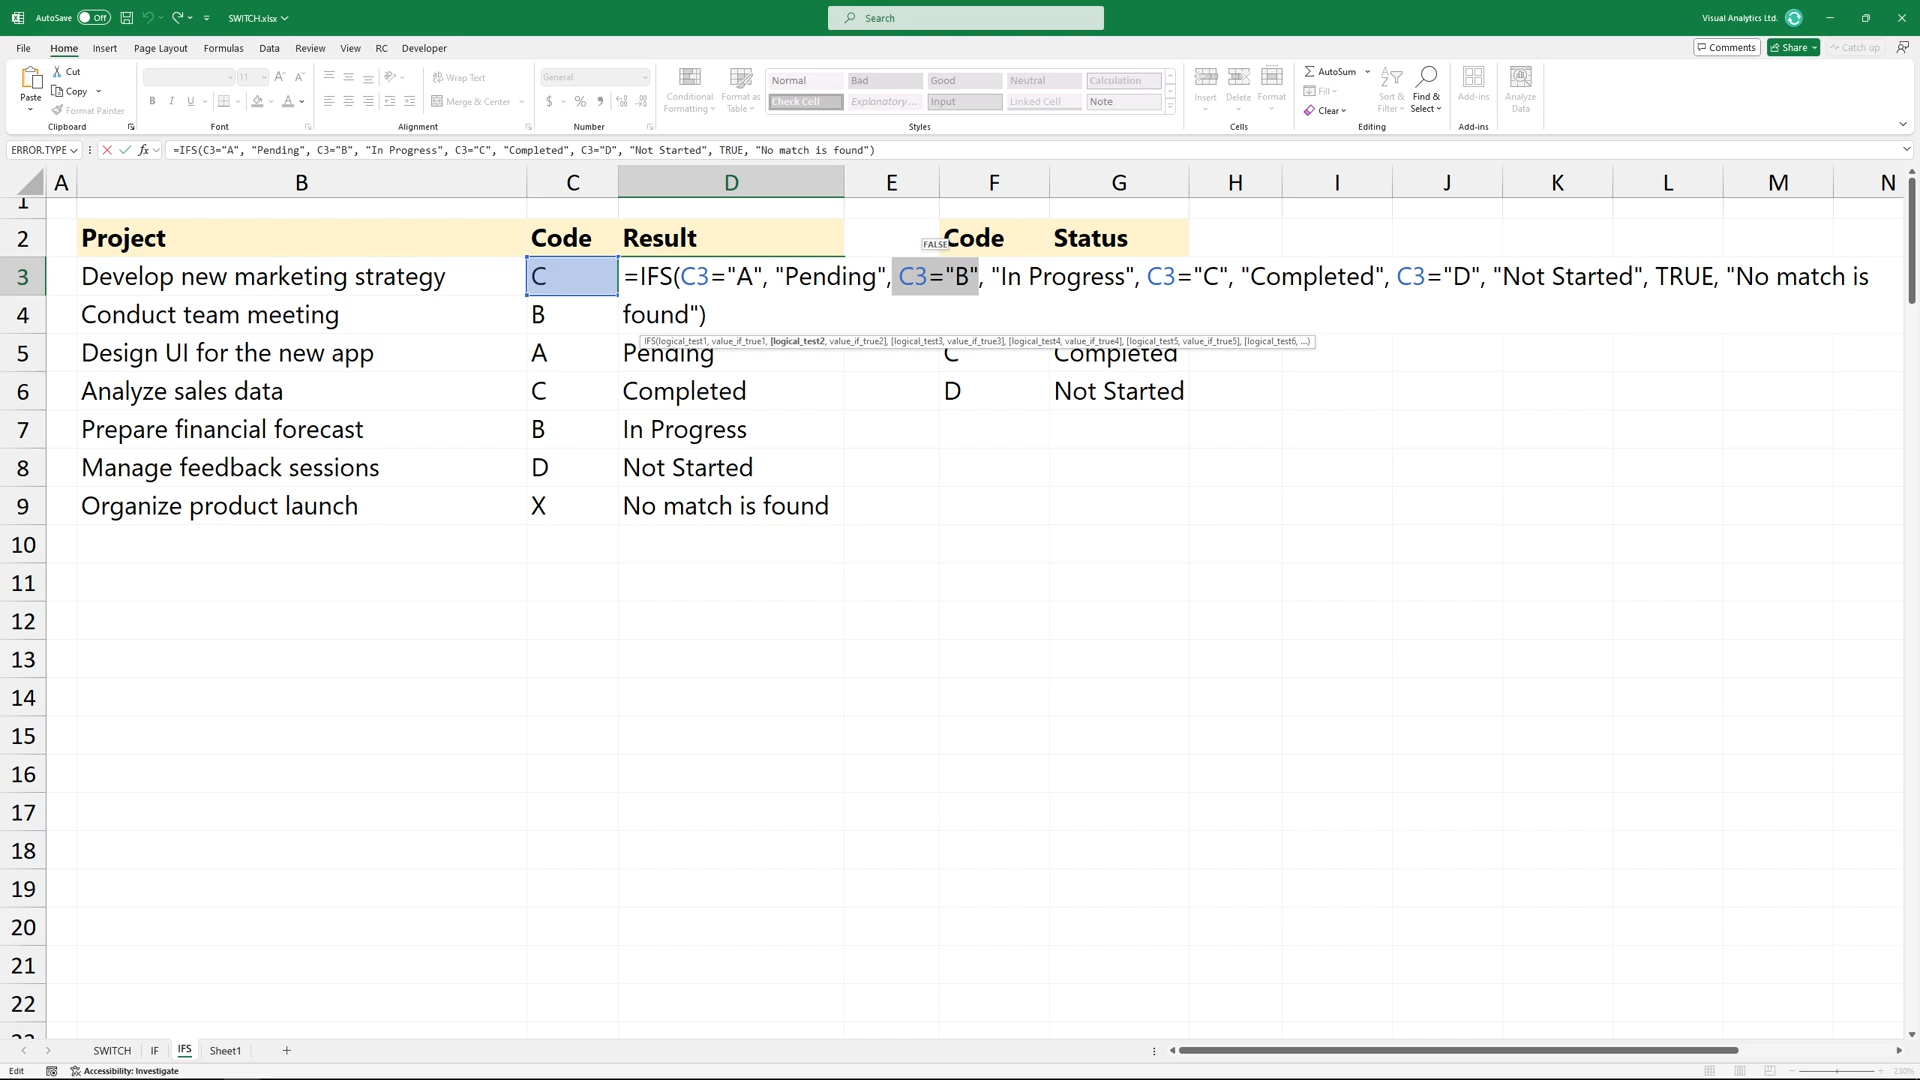 AutoSave Off SWITCH.xlsx Search Visual Analytics Ltd.
File Home Insert Page Layout Formulas Data Review View RC Developer Comments Share Catch up
Paste Cut Copy Format Painter Clipboard
11 A A B I U A Font
Wrap Text Merge & Center Alignment
General $ % Number
Conditional Formatting Format as Table
Normal Bad Good Neutral Calculation
Check Cell Explanatory ... Input Linked Cell Note
Styles
Insert Delete Format Cells
AutoSum Fill Clear Sort & Filter Find & Select Editing
Add-ins Add-ins
Analyze Data
ERROR.TYPE fx =IFS(C3="A", "Pending", C3="B", "In Progress", C3="C", "Completed", C3="D", "Not Started", TRUE, "No match is found")
A B C D E F G H I J K L M N
1
2 Project Code Result FALSE Code Status
3 Develop new marketing strategy C =IFS(C3="A", "Pending", C3="B", "In Progress", C3="C", "Completed", C3="D", "Not Started", TRUE, "No match is
4 Conduct team meeting B found")
IFS(logical_test1, value_if_true1, [logical_test2, value_if_true2], [logical_test3, value_if_true3], [logical_test4, value_if_true4], [logical_test5, value_if_true5], [logical_test6, ...)
5 Design UI for the new app A Pending C Completed
6 Analyze sales data C Completed D Not Started
7 Prepare financial forecast B In Progress
8 Manage feedback sessions D Not Started
9 Organize product launch X No match is found
10
11
12
13
14
15
16
17
18
19
20
21
22
23
SWITCH IF IFS Sheet1
Edit Accessibility: Investigate 230%